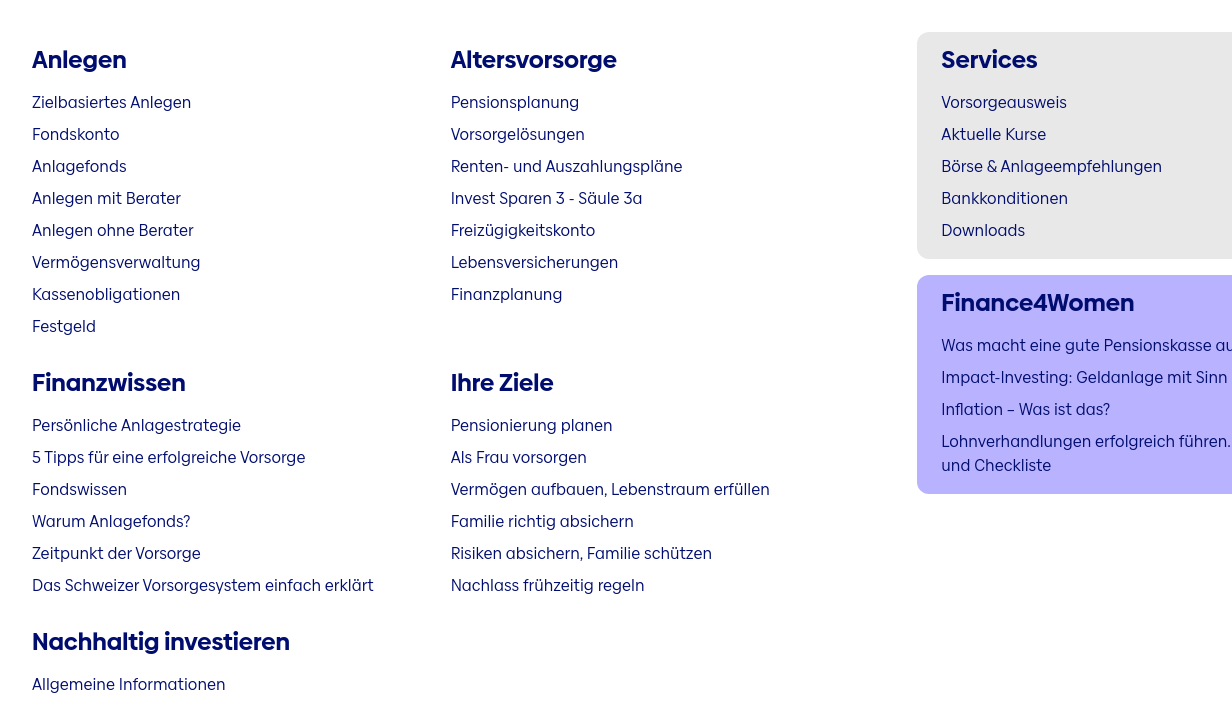 Anlegen
Zielbasiertes Anlegen
Fondskonto
Anlagefonds
Anlegen mit Berater
Anlegen ohne Berater
Vermögensverwaltung
Kassenobligationen
Festgeld
Altersvorsorge
Pensionsplanung
Vorsorgelösungen
Renten- und Auszahlungspläne
Invest Sparen 3 - Säule 3a
Freizügigkeitskonto
Lebensversicherungen
Finanzplanung
Finanzwissen
Persönliche Anlagestrategie
5 Tipps für eine erfolgreiche Vorsorge
Fondswissen
Warum Anlagefonds?
Zeitpunkt der Vorsorge
Das Schweizer Vorsorgesystem einfach erklärt
Ihre Ziele
Pensionierung planen
Als Frau vorsorgen
Vermögen aufbauen, Lebenstraum erfüllen
Familie richtig absichern
Risiken absichern, Familie schützen
Nachlass frühzeitig regeln
Nachhaltig investieren
Allgemeine Informationen
Services
Vorsorgeausweis
Aktuelle Kurse
Börse & Anlageempfehlungen
Bankkonditionen
Downloads
Finance4Women
Was macht eine gute Pensionskasse
Impact-Investing: Geldanlage mit Sinn
Inflation – Was ist das?
Lohnverhandlungen erfolgreich führen.
und Checkliste